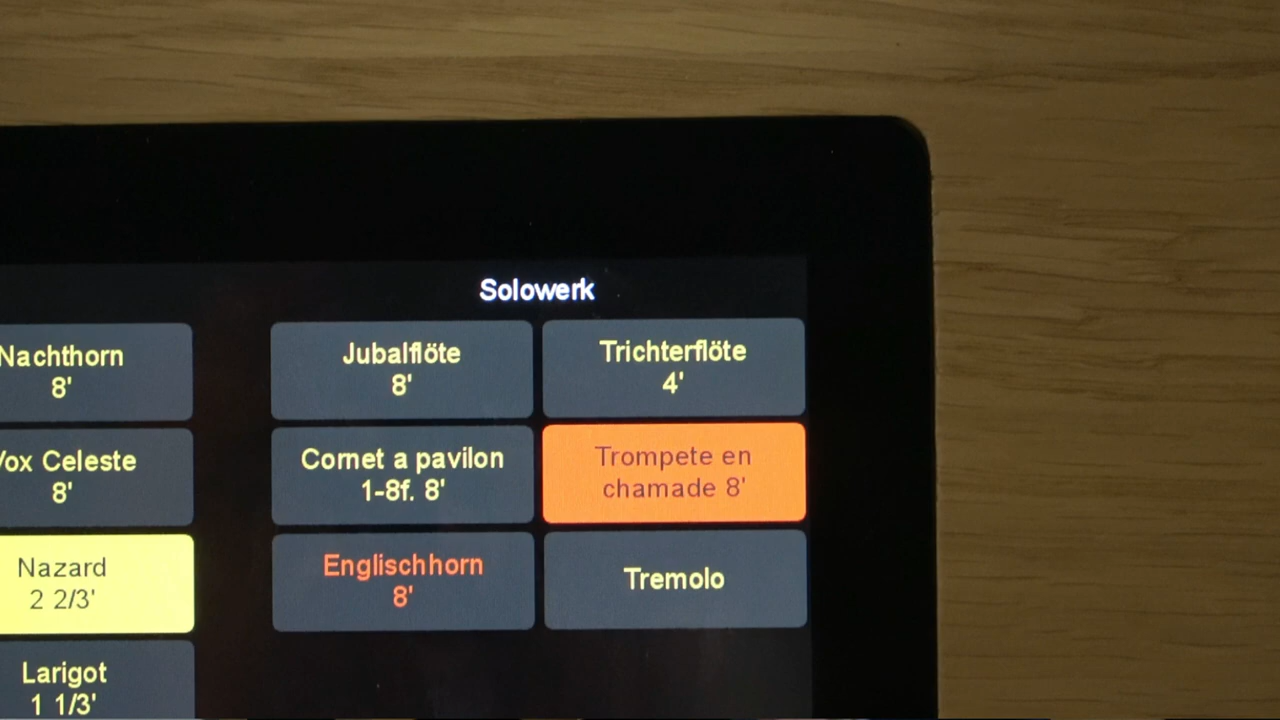 Solowerk
Nachthorn
8'
Jubalflöte
8'
Trichterflöte
4'
Vox Celeste
8'
Cornet a pavilon
1-8f. 8'
Trompete en
chamade 8'
Nazard
2 2/3'
Englischhorn
8'
Tremolo
Larigot
1 1/3'